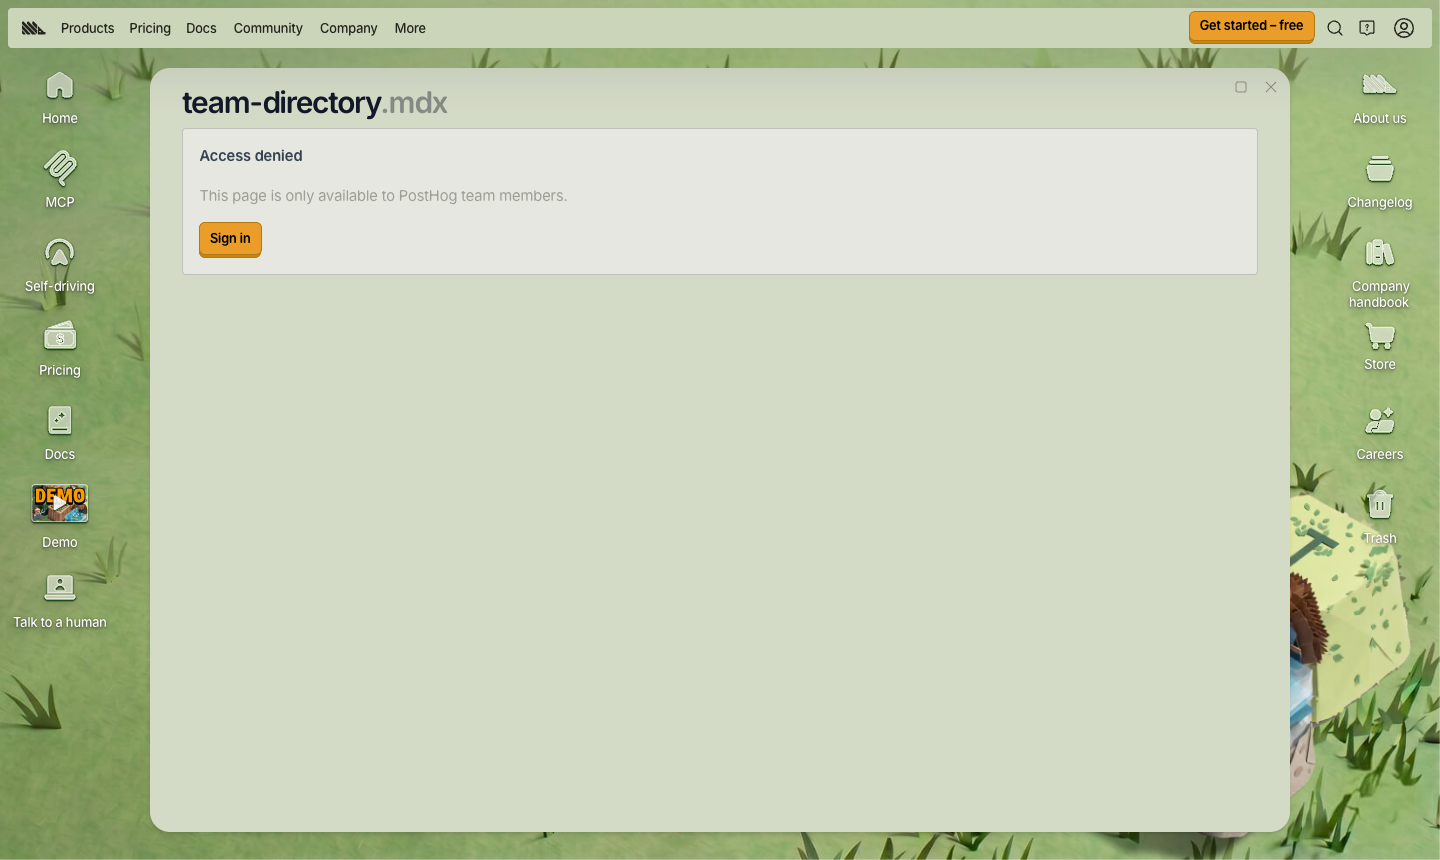 Products Pricing Docs Community Company More
Get started – free
team-directory.mdx
Access denied
This page is only available to PostHog team members.
Sign in
Home
MCP
Self-driving
Pricing
Docs
DEMO
Demo
Talk to a human
About us
Changelog
Company
handbook
Store
Careers
Trash